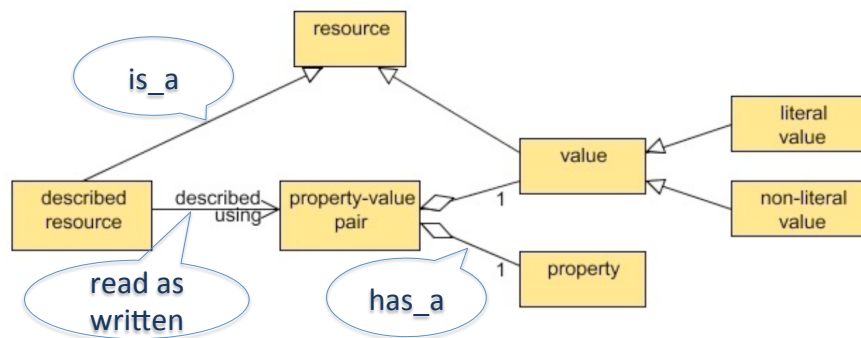 resource
is_a
literal
value
value
described
resource
described
using
property-value
pair
1
non-literal
value
read as
written
has_a
1
property